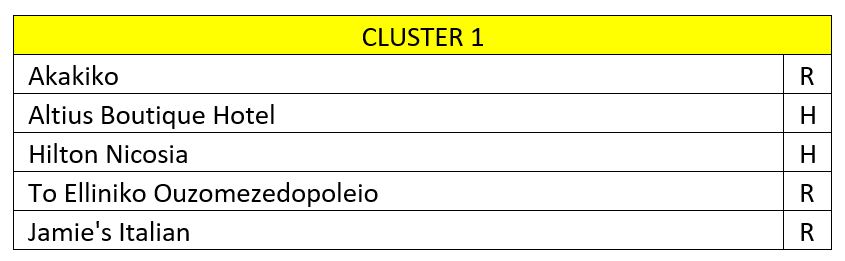 CLUSTER 1
Akakiko R
Altius Boutique Hotel H
Hilton Nicosia H
To Elliniko Ouzomezedopoleio R
Jamie's Italian R